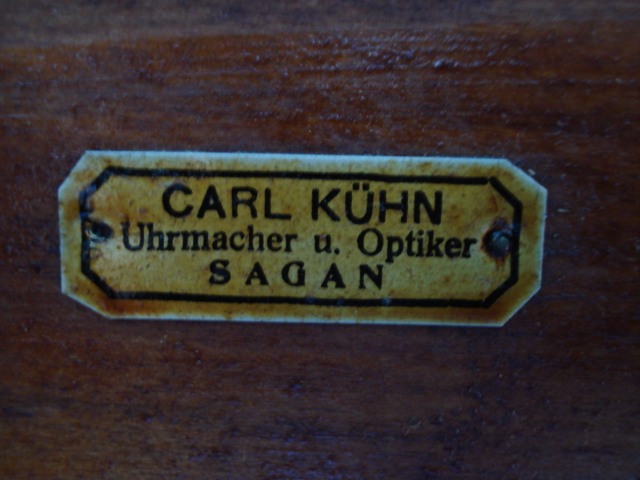 CARL KÜHN
Uhrmacher u. Optiker
SAGAN